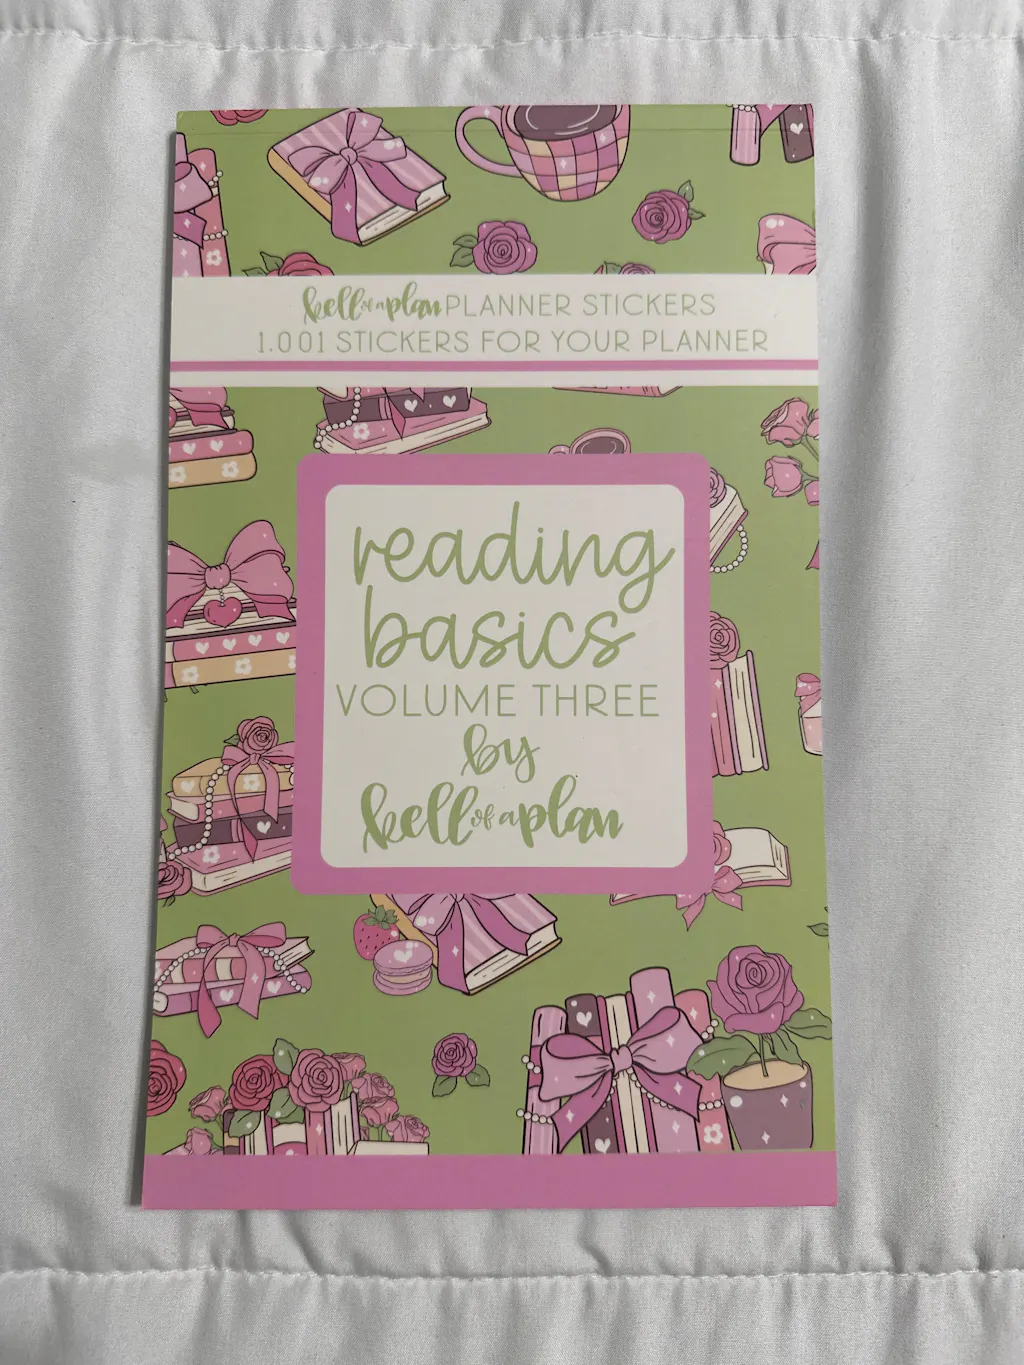 kell of a plan PLANNER STICKERS
1.001 STICKERS FOR YOUR PLANNER
reading
basics
VOLUME THREE
by
kell of a plan